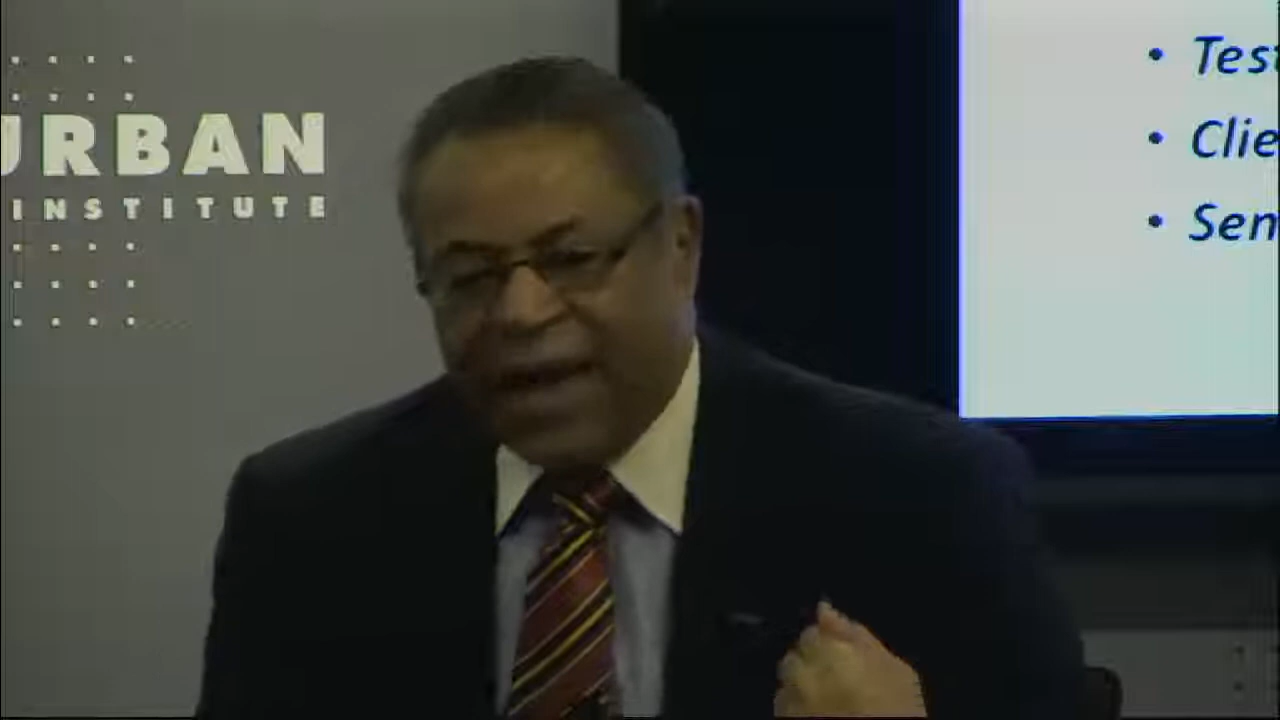 URBAN
INSTITUTE
• Test
• Clie
• Sen